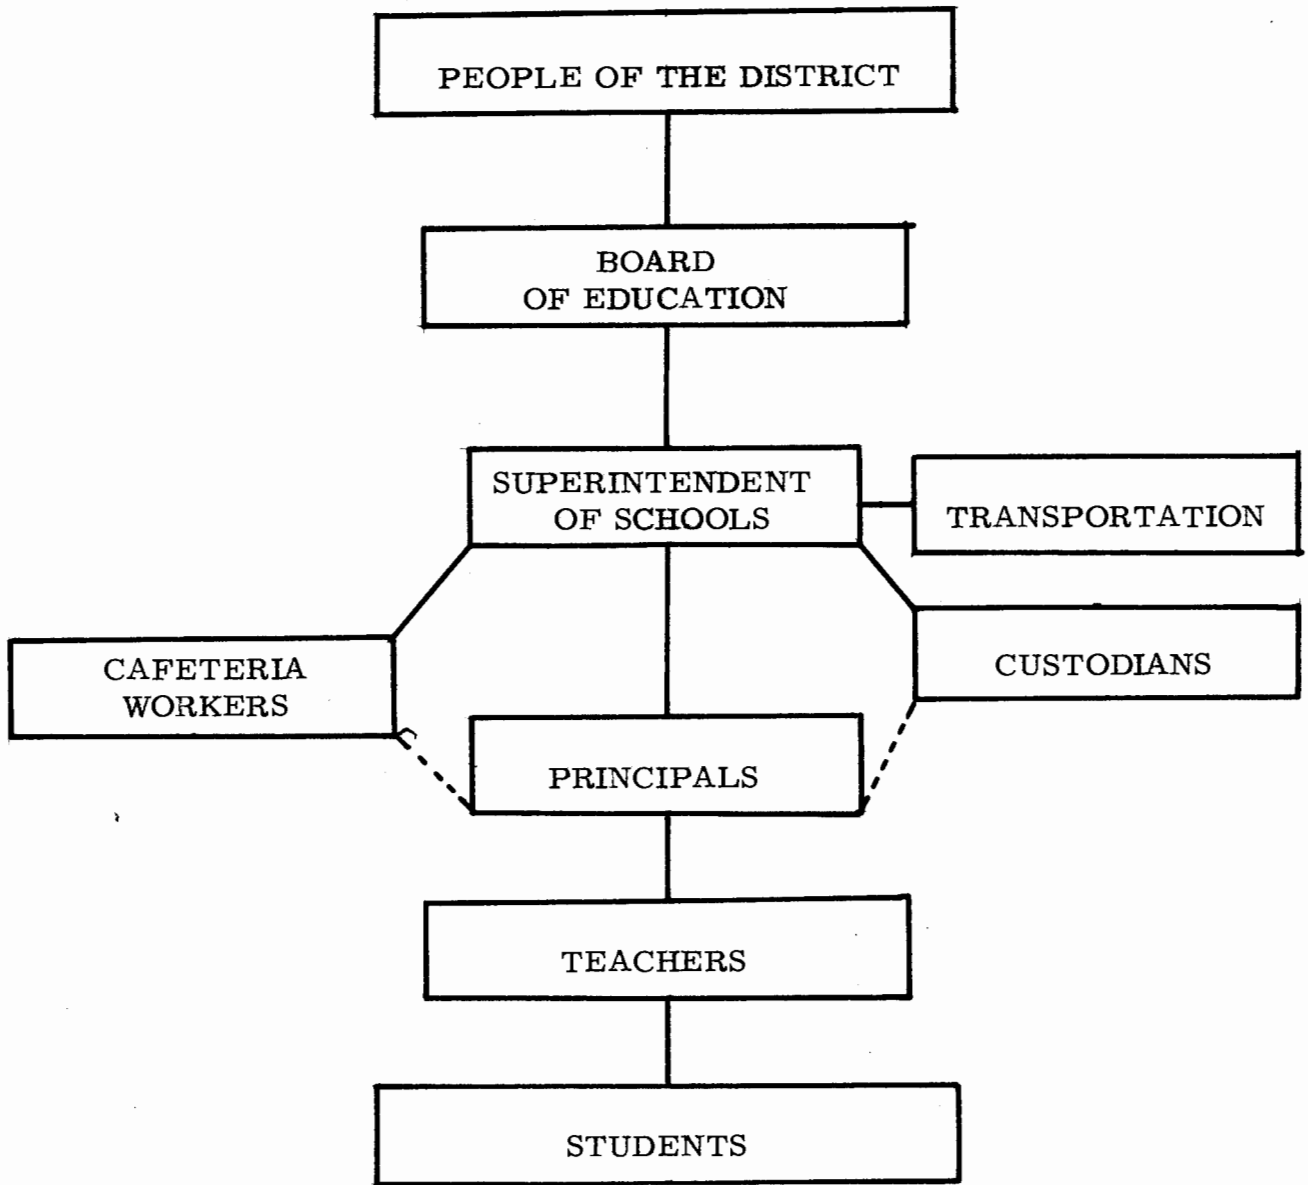 PEOPLE OF THE DISTRICT
BOARD
OF EDUCATION
SUPERINTENDENT
OF SCHOOLS
TRANSPORTATION
CAFETERIA
WORKERS
CUSTODIANS
PRINCIPALS
TEACHERS
STUDENTS